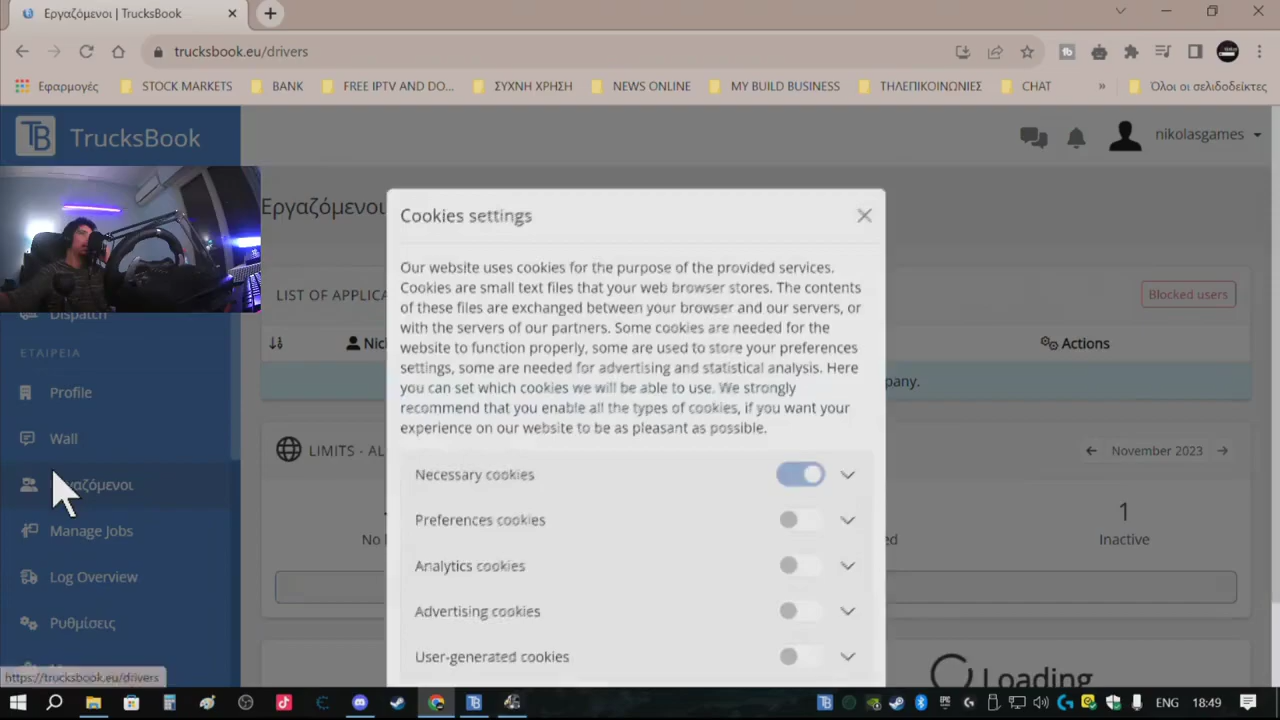 Εργαζόμενοι | TrucksBook
trucksbook.eu/drivers
Εφαρμογές
STOCK MARKETS
BANK
FREE IPTV AND DO...
ΣΥΧΝΗ ΧΡΗΣΗ
NEWS ONLINE
MY BUILD BUSINESS
ΤΗΛΕΠΙΚΟΙΝΩΝΙΕΣ
CHAT
»
Όλοι οι σελιδοδείκτες
TB TrucksBook
nikolasgames
Dispatch
ΕΤΑΙΡΕΙΑ
Profile
Wall
Manage Jobs
Log Overview
Ρυθμίσεις
https://trucksbook.eu/drivers
Εργαζόμενοι
LIST OF
Blocked users
Actions
LIMITS
November 2023
1
Inactive
Loading
Cookies settings
Our website uses cookies for the purpose of the provided services.
Cookies are small text files that your web browser stores. The contents
of these files are exchanged between your browser and our servers, or
with the servers of our partners. Some cookies are needed for the
website to function properly, some are used to store your preferences
settings, some are needed for advertising and statistical analysis. Here
you can set which cookies we will be able to use. We strongly
recommend that you enable all the types of cookies, if you want your
experience on our website to be as pleasant as possible.
Necessary cookies
Preferences cookies
Analytics cookies
Advertising cookies
User-generated cookies
ENG
18:49